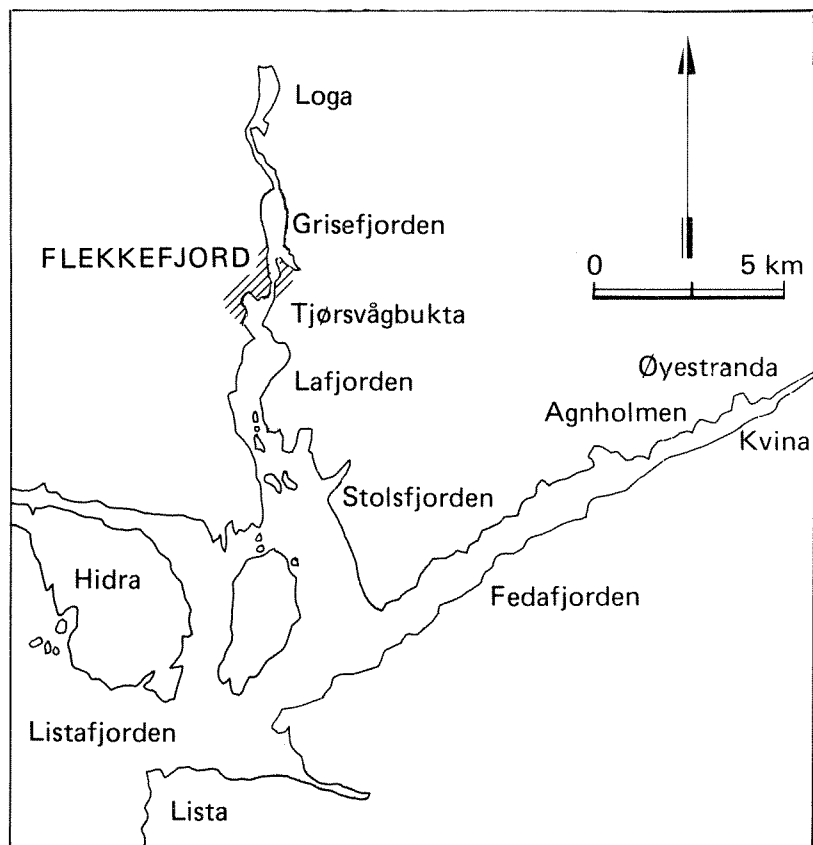 Loga
Grisefjorden
FLEKKEFJORD
0 5 km
Tjørsvågbukta
Øyestranda
Lafjorden
Agnholmen
Kvina
Stolsfjorden
Hidra
Fedafjorden
Listafjorden
Lista